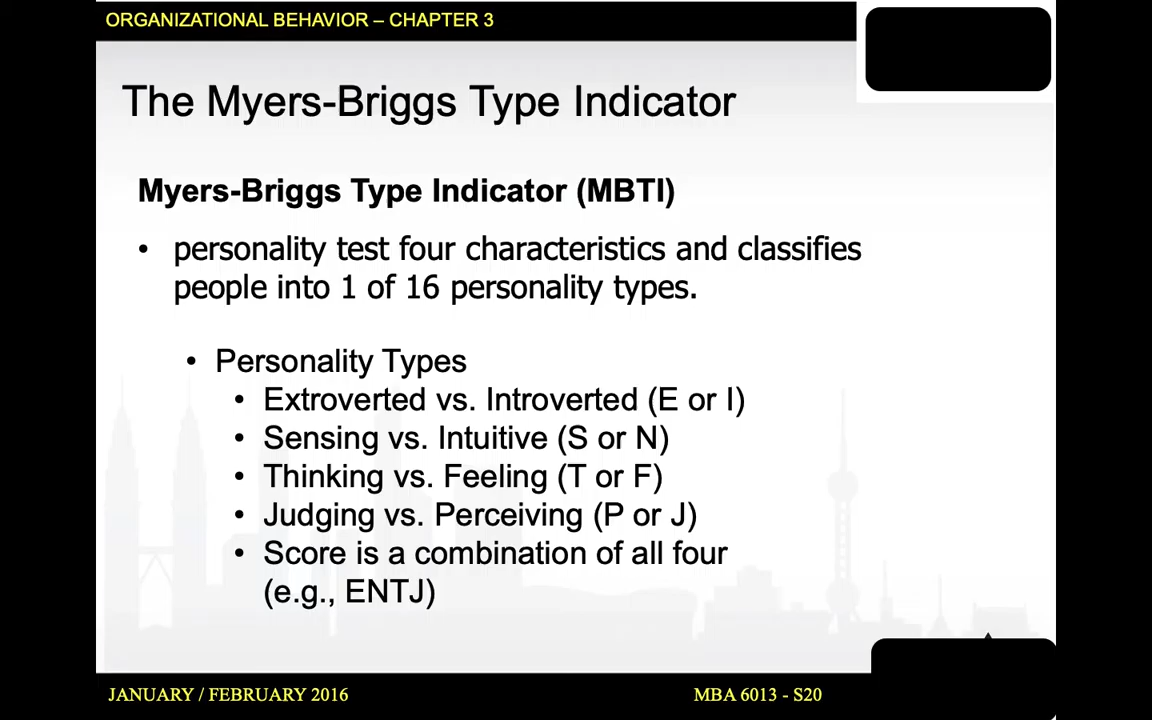 ORGANIZATIONAL BEHAVIOR – CHAPTER 3
The Myers-Briggs Type Indicator
Myers-Briggs Type Indicator (MBTI)
• personality test four characteristics and classifies
people into 1 of 16 personality types.
• Personality Types
• Extroverted vs. Introverted (E or I)
• Sensing vs. Intuitive (S or N)
• Thinking vs. Feeling (T or F)
• Judging vs. Perceiving (P or J)
• Score is a combination of all four
(e.g., ENTJ)
JANUARY / FEBRUARY 2016
MBA 6013 - S20